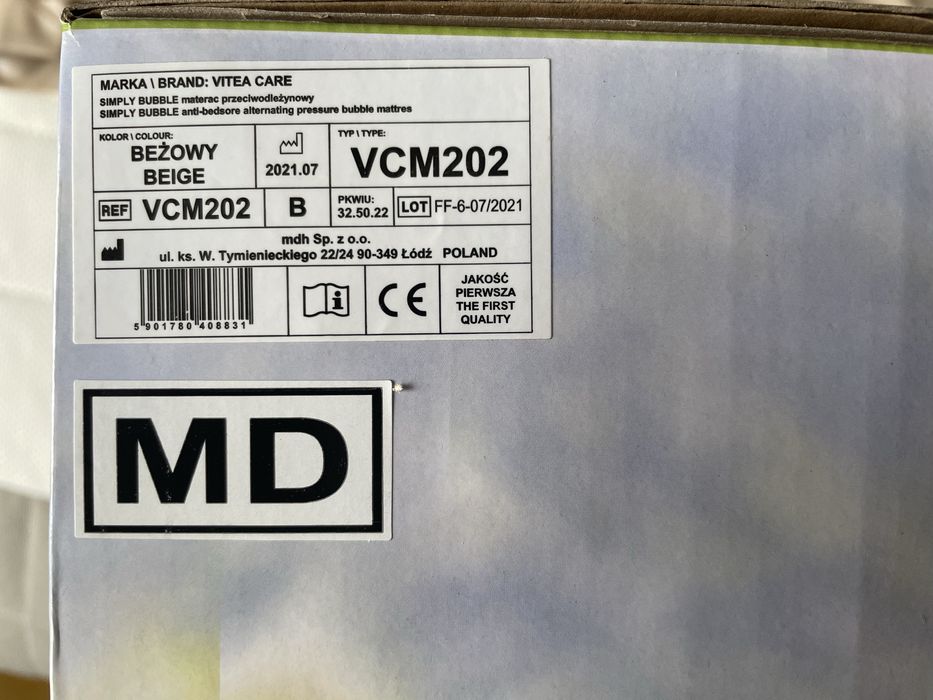 MARKA \ BRAND: VITEA CARE
SIMPLY BUBBLE materac przeciwodleżynowy
SIMPLY BUBBLE anti-bedsore alternating pressure bubble mattres
KOLOR \ COLOUR:
BEŻOWY
BEIGE
2021.07
TYP \ TYPE:
VCM202
REF VCM202
B
PKWIU:
32.50.22
LOT FF-6-07/2021
mdh Sp. z o.o.
ul. ks. W. Tymienieckiego 22/24 90-349 Łódź POLAND
5 901780 408831
CE
JAKOŚĆ
PIERWSZA
THE FIRST
QUALITY
MD